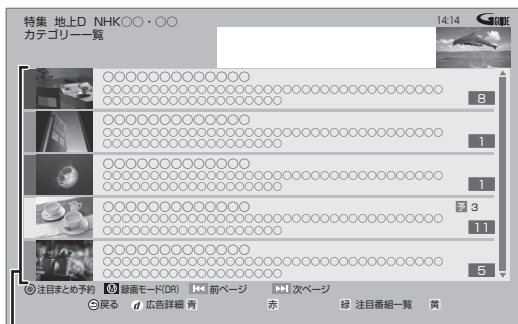 特集 地上D NHK○○・○○
14:14 G-GUIDE
カテゴリー一覧
○○○○○○○○○○○○○
○○○○○○○○○○○○○○○○○○○○○○○○○○○○○○○○○○
○○○○○○○○○○○○○○○○○○ 8
○○○○○○○○○○○○○
○○○○○○○○○○○○○○○○○○○○○○○○○○○○○○○○○○
○○○○○○○○○○○○○○○○○○ 1
○○○○○○○○○○○○○
○○○○○○○○○○○○○○○○○○○○○○○○○○○○○○○○○○
○○○○○○○○○○○○○○○○○○ 1
○○○○○○○○○○○○○ 予 3
○○○○○○○○○○○○○○○○○○○○○○○○○○○○○○○○○○
○○○○○○○○○○○○○○○○○○ 11
○○○○○○○○○○○○○
○○○○○○○○○○○○○○○○○○○○○○○○○○○○○○○○○○
○○○○○○○○○○○○○○○○○○ 5
注目まとめ予約 録画モード(DR) 前ページ 次ページ
戻る d 広告詳細 青 赤 緑 注目番組一覧 黄